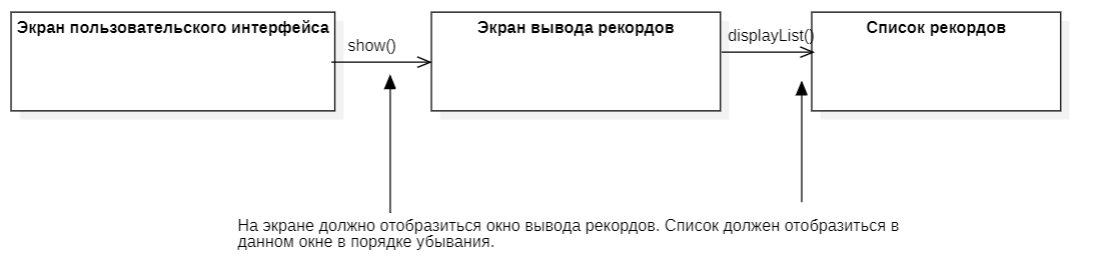 Экран пользовательского интерфейса
show()
Экран вывода рекордов
displayList()
Список рекордов
На экране должно отобразиться окно вывода рекордов. Список должен отобразиться в
данном окне в порядке убывания.